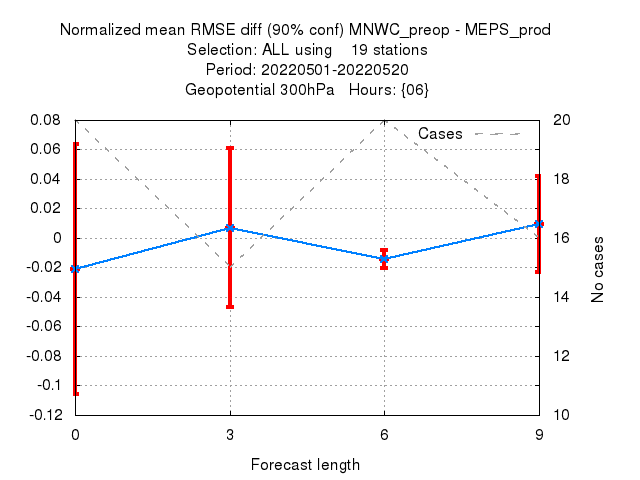 Normalized mean RMSE diff (90% conf) MNWC_preop - MEPS_prod
Selection: ALL using    19 stations
Period: 20220501-20220520
Geopotential 300hPa   Hours: {06}
Cases
0.08
0.06
0.04
0.02
0
-0.02
-0.04
-0.06
-0.08
-0.1
-0.12
20
18
16
14
12
10
No cases
0 3 6 9
Forecast length